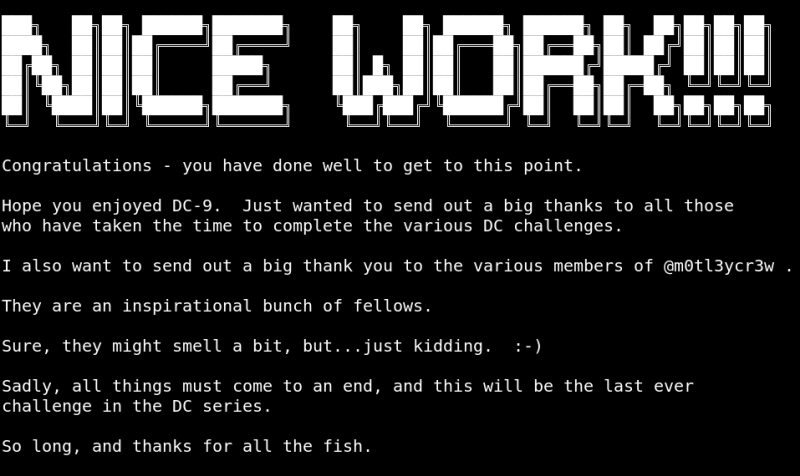 NICE WORK!!!
Congratulations - you have done well to get to this point.
Hope you enjoyed DC-9.  Just wanted to send out a big thanks to all those
who have taken the time to complete the various DC challenges.
I also want to send out a big thank you to the various members of @m0tl3ycr3w .
They are an inspirational bunch of fellows.
Sure, they might smell a bit, but...just kidding.  :-)
Sadly, all things must come to an end, and this will be the last ever
challenge in the DC series.
So long, and thanks for all the fish.